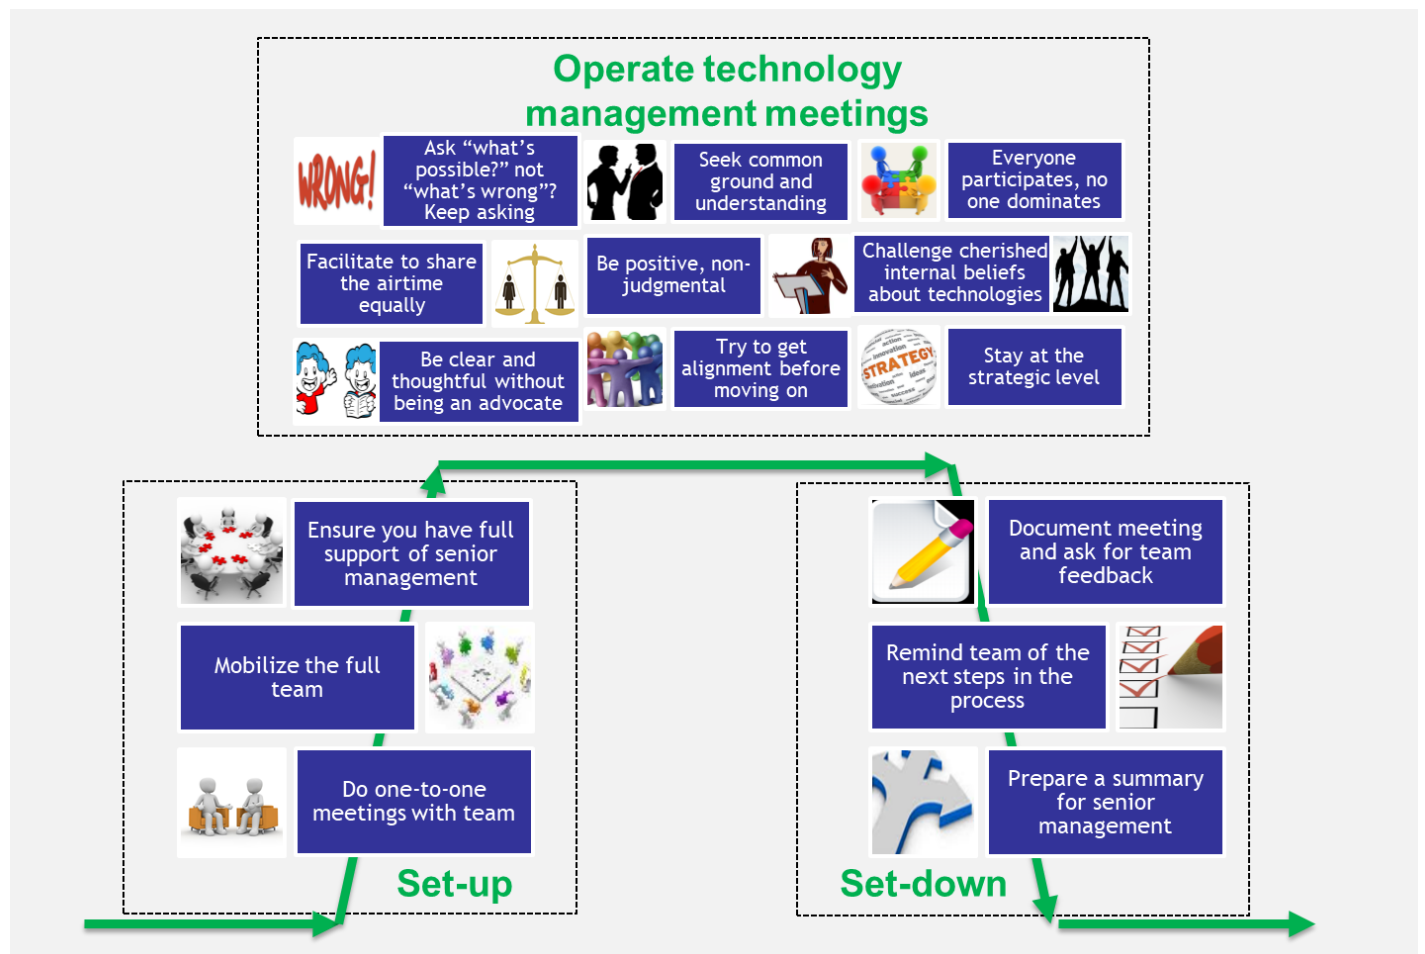 Operate technology
management meetings
WRONG!
Ask “what’s
possible?” not
“what’s wrong”?
Keep asking
Seek common
ground and
understanding
Everyone
participates, no
one dominates
Facilitate to share
the airtime
equally
Be positive, non-
judgmental
Challenge cherished
internal beliefs
about technologies
Be clear and
thoughtful without
being an advocate
Try to get
alignment before
moving on
action
innovation
STRATEGY
ideas
success
Stay at the
strategic level
Ensure you have full
support of senior
management
Mobilize the full
team
Do one-to-one
meetings with team
Set-up
Document meeting
and ask for team
feedback
Remind team of the
next steps in the
process
Prepare a summary
for senior
management
Set-down